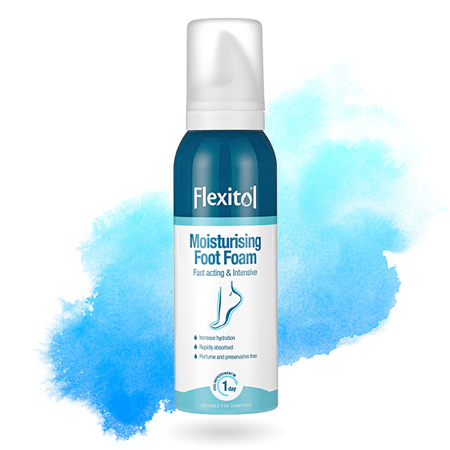 Flexitol
Moisturising
Foot Foam
Fast acting & Intensive
Increase hydration
Rapidly absorbed
Perfume and preservative free
1
day
SUITABLE FOR DIABETICS